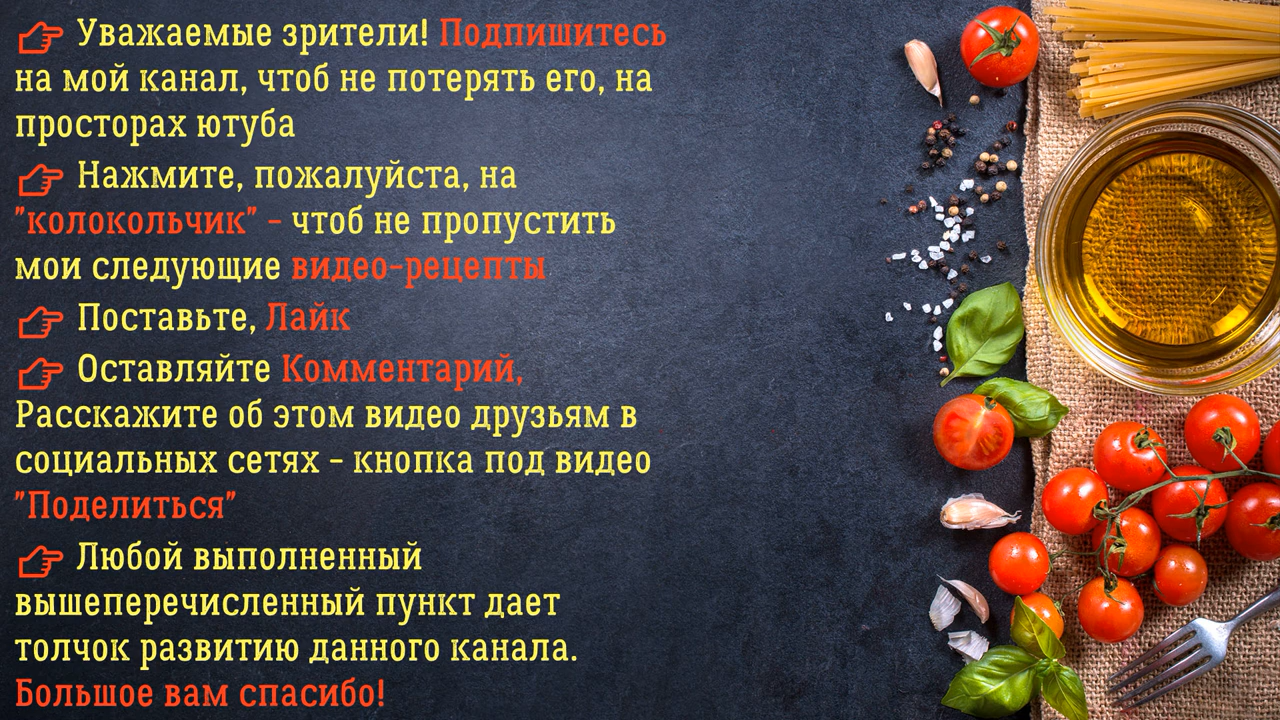 Уважаемые зрители! Подпишитесь
на мой канал, чтоб не потерять его, на
просторах ютуба
Нажмите, пожалуйста, на
"колокольчик" - чтоб не пропустить
мои следующие видео-рецепты
Поставьте, Лайк
Оставляйте Комментарий,
Расскажите об этом видео друзьям в
социальных сетях - кнопка под видео
"Поделиться"
Любой выполненный
вышеперечисленный пункт дает
толчок развитию данного канала.
Большое вам спасибо!